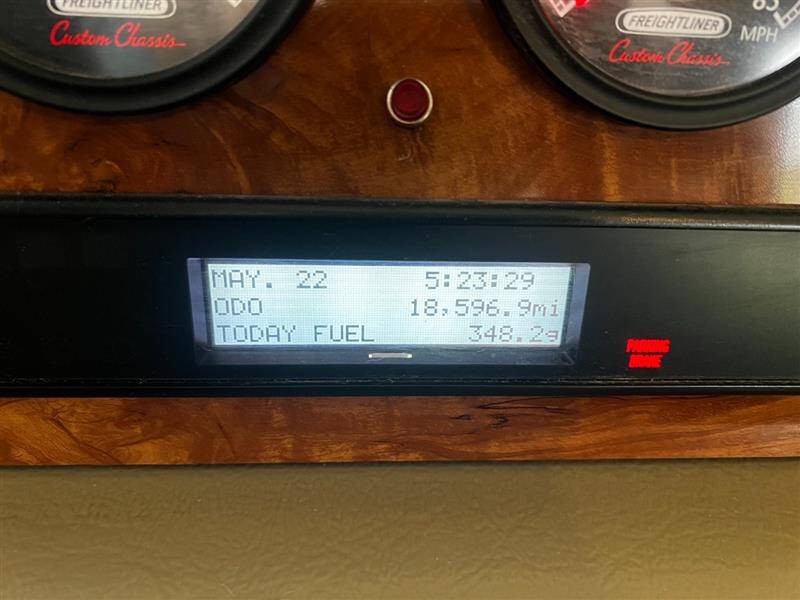 FREIGHTLINER
Custom Chassis
FREIGHTLINER
Custom Chassis
85
MPH
MAY. 22 5:23:29
ODO 18,596.9mi
TODAY FUEL 348.2g
PARKING
BRAKE